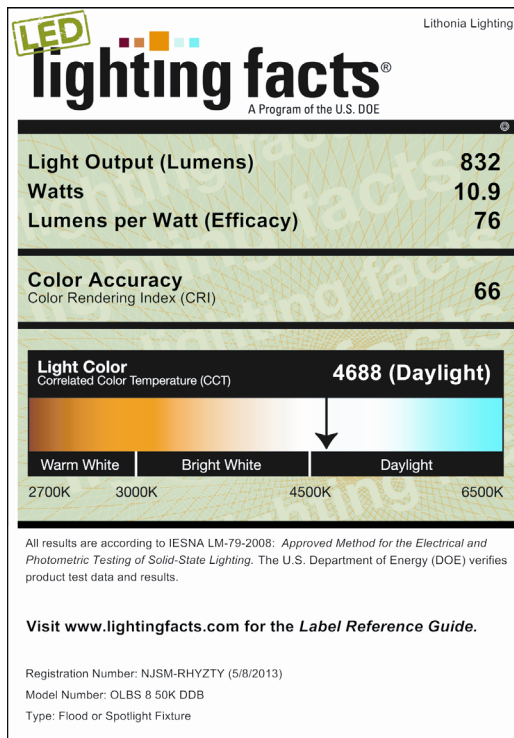 Lithonia Lighting
LED
lighting facts®
A Program of the U.S. DOE
Light Output (Lumens) 832
Watts 10.9
Lumens per Watt (Efficacy) 76
Color Accuracy
Color Rendering Index (CRI) 66
Light Color
Correlated Color Temperature (CCT) 4688 (Daylight)
Warm White Bright White Daylight
2700K 3000K 4500K 6500K
All results are according to IESNA LM-79-2008: Approved Method for the Electrical and
Photometric Testing of Solid-State Lighting. The U.S. Department of Energy (DOE) verifies
product test data and results.
Visit www.lightingfacts.com for the Label Reference Guide.
Registration Number: NJSM-RHYZTY (5/8/2013)
Model Number: OLBS 8 50K DDB
Type: Flood or Spotlight Fixture